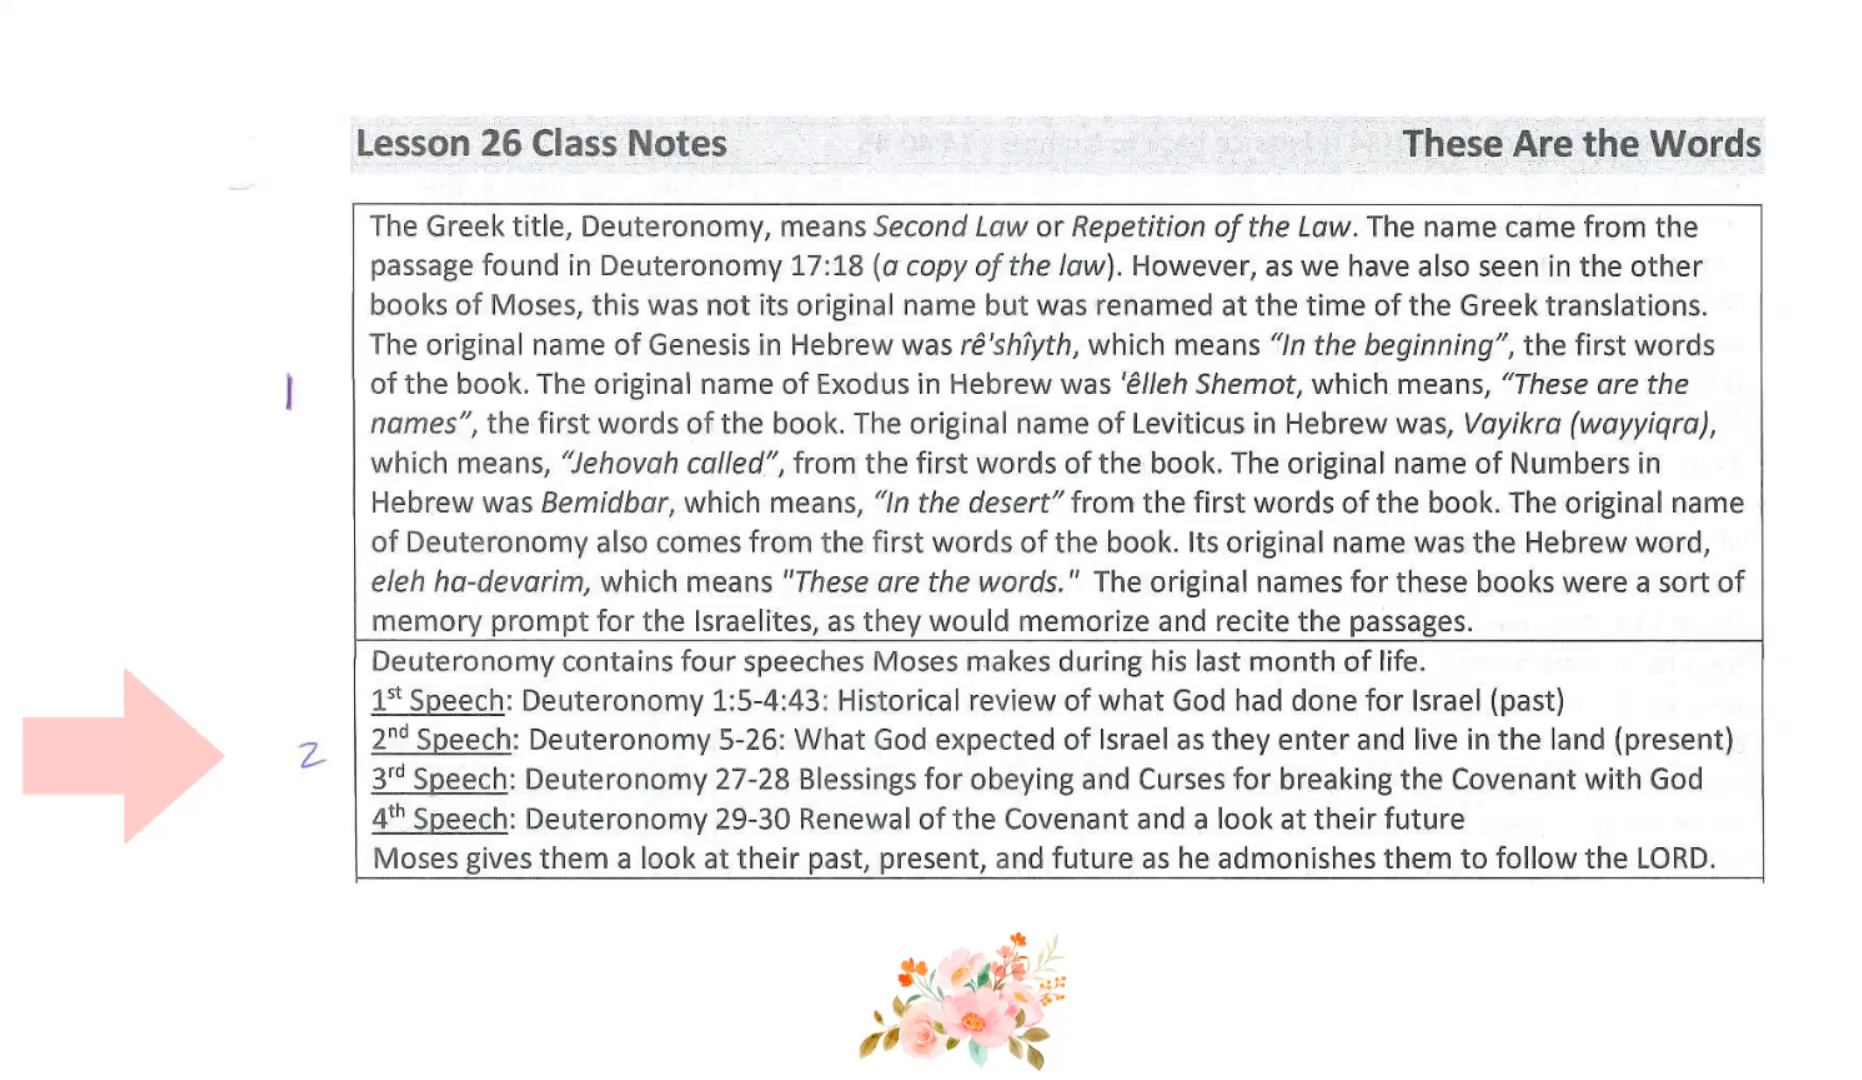 Lesson 26 Class Notes These Are the Words
The Greek title, Deuteronomy, means Second Law or Repetition of the Law. The name came from the
passage found in Deuteronomy 17:18 (a copy of the law). However, as we have also seen in the other
books of Moses, this was not its original name but was renamed at the time of the Greek translations.
The original name of Genesis in Hebrew was rê'shîyth, which means “In the beginning”, the first words
1 of the book. The original name of Exodus in Hebrew was 'êlleh Shemot, which means, “These are the
names”, the first words of the book. The original name of Leviticus in Hebrew was, Vayikra (wayyiqra),
which means, “Jehovah called”, from the first words of the book. The original name of Numbers in
Hebrew was Bemidbar, which means, “In the desert” from the first words of the book. The original name
of Deuteronomy also comes from the first words of the book. Its original name was the Hebrew word,
eleh ha-devarim, which means "These are the words." The original names for these books were a sort of
memory prompt for the Israelites, as they would memorize and recite the passages.
Deuteronomy contains four speeches Moses makes during his last month of life.
1st Speech: Deuteronomy 1:5-4:43: Historical review of what God had done for Israel (past)
2 2nd Speech: Deuteronomy 5-26: What God expected of Israel as they enter and live in the land (present)
3rd Speech: Deuteronomy 27-28 Blessings for obeying and Curses for breaking the Covenant with God
4th Speech: Deuteronomy 29-30 Renewal of the Covenant and a look at their future
Moses gives them a look at their past, present, and future as he admonishes them to follow the LORD.